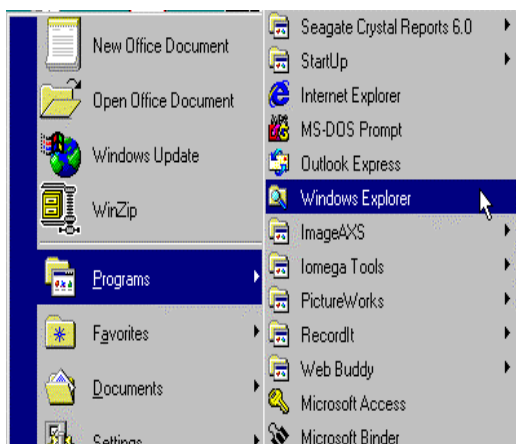 New Office Document
Open Office Document
Windows Update
WinZip
Programs
Favorites
Documents
Settings
Seagate Crystal Reports 6.0
StartUp
Internet Explorer
MS-DOS Prompt
Outlook Express
Windows Explorer
ImageAXS
Iomega Tools
PictureWorks
RecordIt
Web Buddy
Microsoft Access
Microsoft Binder